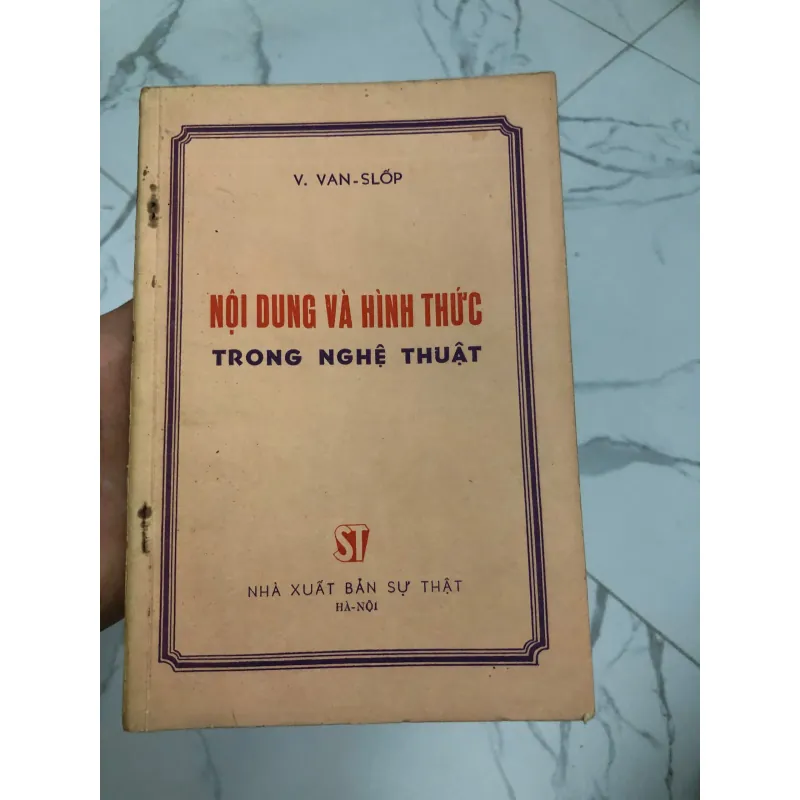 V. VAN-SLỐP
NỘI DUNG VÀ HÌNH THỨC
TRONG NGHỆ THUẬT
ST
NHÀ XUẤT BẢN SỰ THẬT
HÀ-NỘI